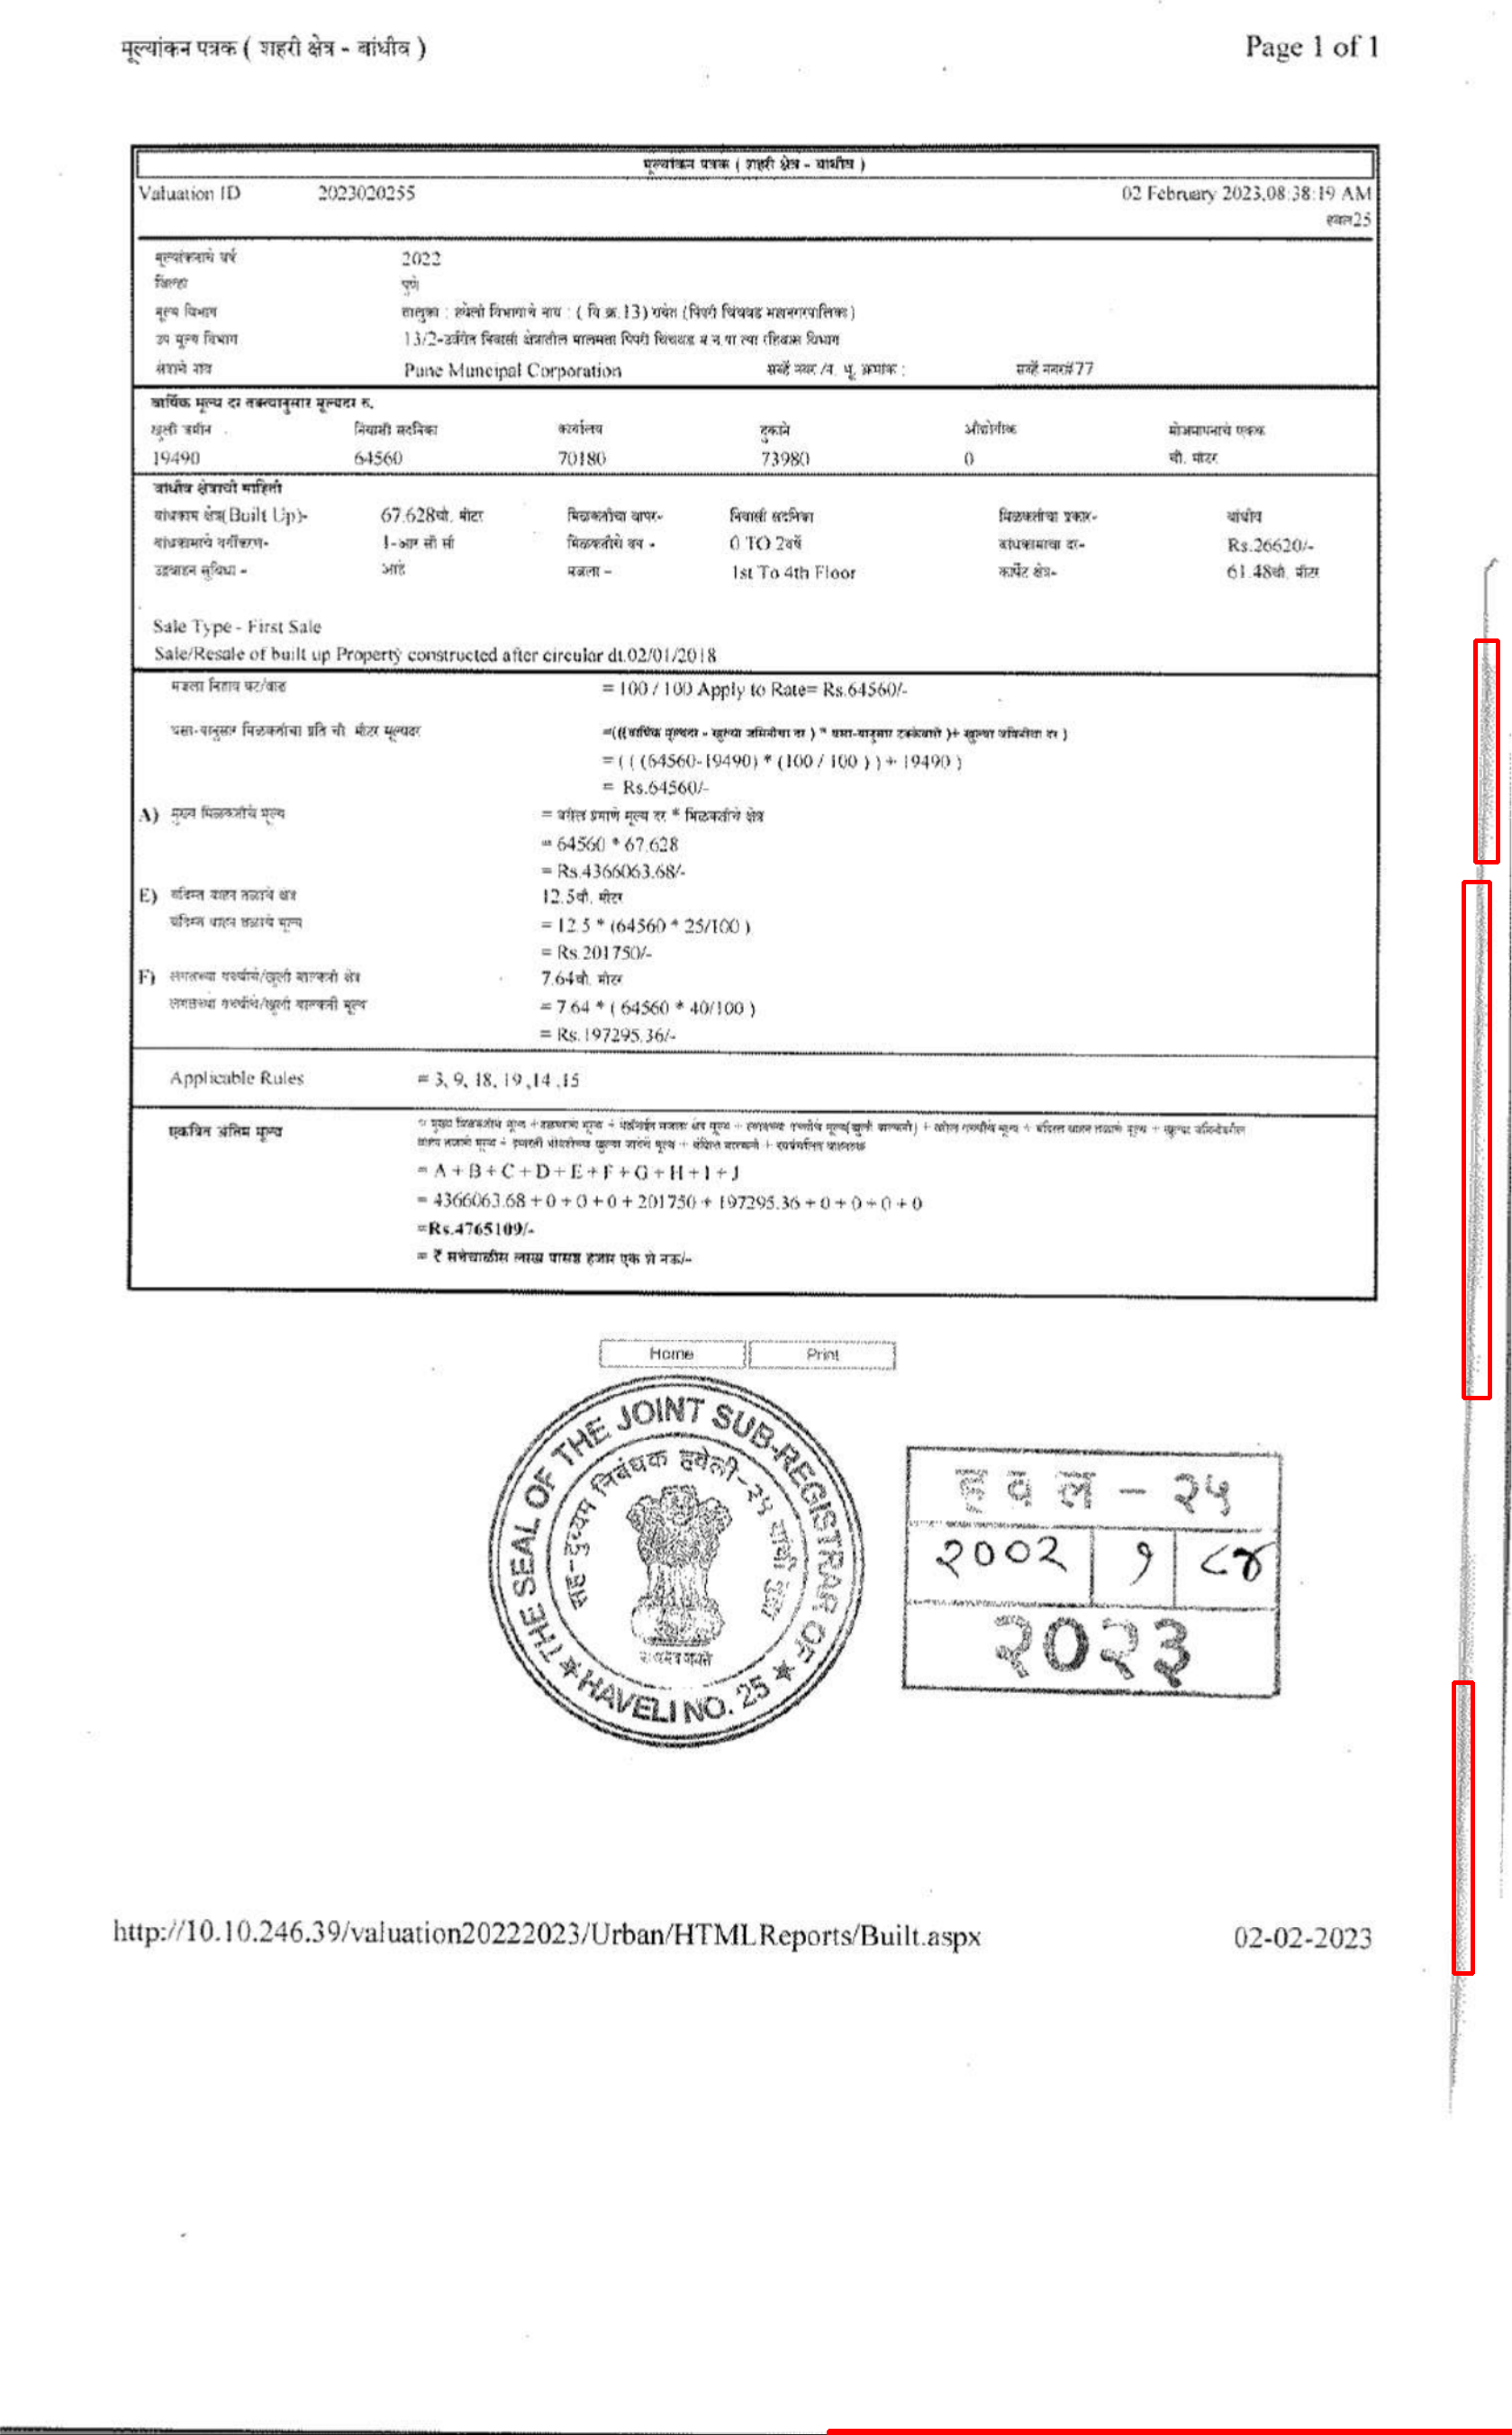 मूल्यांकन पत्रक ( शहरी क्षेत्र - बांधीव )
Page 1 of 1
मूल्यांकन पत्रक ( शहरी क्षेत्र - बांधीव )
Valuation ID 2023020255 02 February 2023,08:38:19 AM
हवल25
मूल्यांकनाचे वर्ष 2022
जिल्हा पुणे
मूल्य विभाग तालुका : हवेली विभागाचे नाव : ( वि क्र. 13) (पिंपरी चिंचवड महानगरपालिका)
उप मूल्य विभाग 13/2-उर्वरित निवासी क्षेत्रातील मालमत्ता पिंपरी चिंचवड विभाग
Pune Muncipal Corporation सर्व्हे नंबर /न. भू. क्रमांक : सर्व्हे नंबर#77
वार्षिक मूल्य दर तक्त्यानुसार मूल्यदर रु.
खुली जमीन निवासी सदनिका कार्यालय दुकाने औद्योगीक मोजमापनाचे एकक
19490 64560 70180 73980 0 चौ. मीटर
बांधीव क्षेत्राची माहिती
बांधकाम क्षेत्र(Built Up)- 67.628चौ. मीटर मिळकतीचा वापर- निवासी सदनिका मिळकतीचा प्रकार- बांधीव
बांधकामाचे वर्गीकरण- 1-आर सी सी मिळकतीचे वय - 0 TO 2वर्षे बांधकामाचा दर- Rs.26620/-
उद्ववाहन सुविधा - आहे मजला - 1st To 4th Floor कार्पेट क्षेत्र- 61.48चौ. मीटर
Sale Type - First Sale
Sale/Resale of built up Property constructed after circular dt.02/01/2018
मजला निहाय घट/वाढ = 100 / 100 Apply to Rate= Rs.64560/-
घसा-यानुसार मिळकतीचा प्रति चौ. मीटर मूल्यदर =(((वार्षिक मूल्यदर - खुल्या जमिनीचा दर ) * घसा-यानुसार टक्केवारी )+ खुल्या जमिनीचा दर )
= ( ( (64560-19490) * (100 / 100 ) ) + 19490 )
= Rs.64560/-
A) मुख्य मिळकतीचे मूल्य = वरील प्रमाणे मूल्य दर * मिळकतीचे क्षेत्र
= 64560 * 67.628
= Rs.4366063.68/-
E) बंदिस्त वाहन तळाचे क्षेत्र 12.5चौ. मीटर
बंदिस्त वाहन तळाचे मूल्य = 12.5 * (64560 * 25/100 )
= Rs.201750/-
F) लगतच्या गच्चीचे/खुली बाल्कनी क्षेत्र 7.64चौ. मीटर
लगतच्या गच्चीचे/खुली बाल्कनी मूल्य = 7.64 * ( 64560 * 40/100 )
= Rs.197295.36/-
Applicable Rules = 3, 9, 18, 19 ,14 ,15
एकत्रित अंतिम मूल्य
= A + B + C + D + E + F + G + H + I + J
= 4366063.68 + 0 + 0 + 0 + 201750 + 197295.36 + 0 + 0 + 0 + 0
=Rs.4765109/-
= ₹ सत्तेचाळीस लाख पासष्ठ हजार एक शे नऊ/-
Home Print
THE SEAL OF THE JOINT SUB-REGISTRAR OF
HAVELI NO. 25
सह-दुय्यम निबंधक हवेली-२५ यांची मुद्रा
हवल - २५
२००२ १ ८४
२०२३
http://10.10.246.39/valuation20222023/Urban/HTMLReports/Built.aspx 02-02-2023